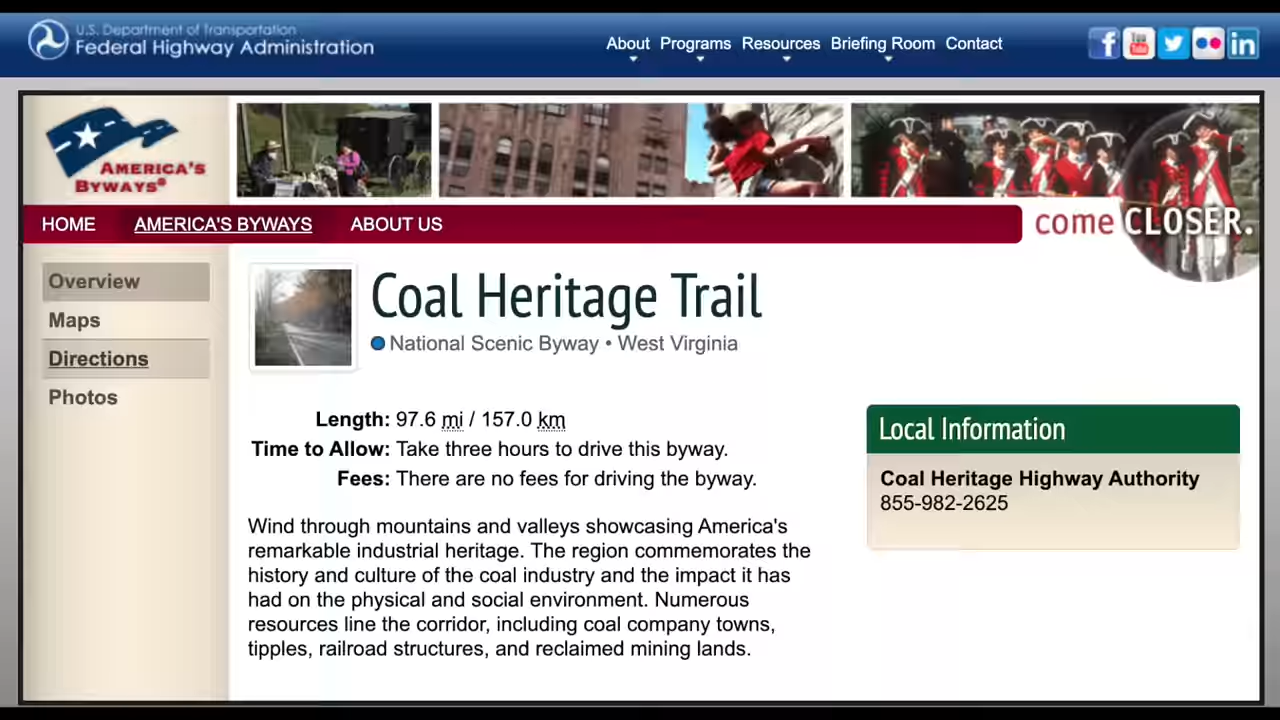 U.S. Department of Transportation
Federal Highway Administration
About Programs Resources Briefing Room Contact
AMERICA'S
BYWAYS®
HOME AMERICA'S BYWAYS ABOUT US
come CLOSER.
Overview
Maps
Directions
Photos
Coal Heritage Trail
National Scenic Byway • West Virginia
Length: 97.6 mi / 157.0 km
Time to Allow: Take three hours to drive this byway.
Fees: There are no fees for driving the byway.
Wind through mountains and valleys showcasing America's
remarkable industrial heritage. The region commemorates the
history and culture of the coal industry and the impact it has
had on the physical and social environment. Numerous
resources line the corridor, including coal company towns,
tipples, railroad structures, and reclaimed mining lands.
Local Information
Coal Heritage Highway Authority
855-982-2625
f
You
Tube
in